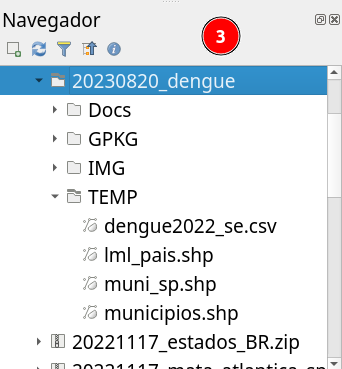 Navegador
3
20230820_dengue
Docs
GPKG
IMG
TEMP
dengue2022_se.csv
lml_pais.shp
muni_sp.shp
municipios.shp
20221117_estados_BR.zip